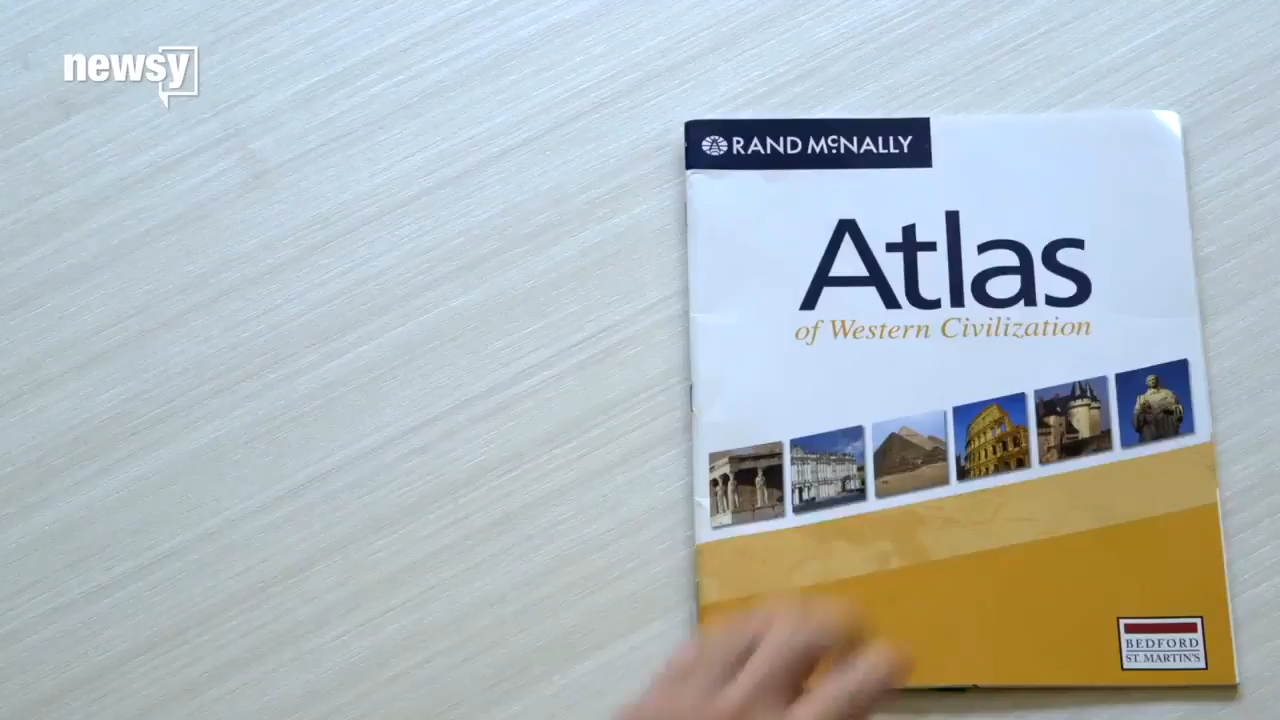 newsy
RAND MCNALLY
Atlas
of Western Civilization
BEDFORD
ST. MARTIN'S